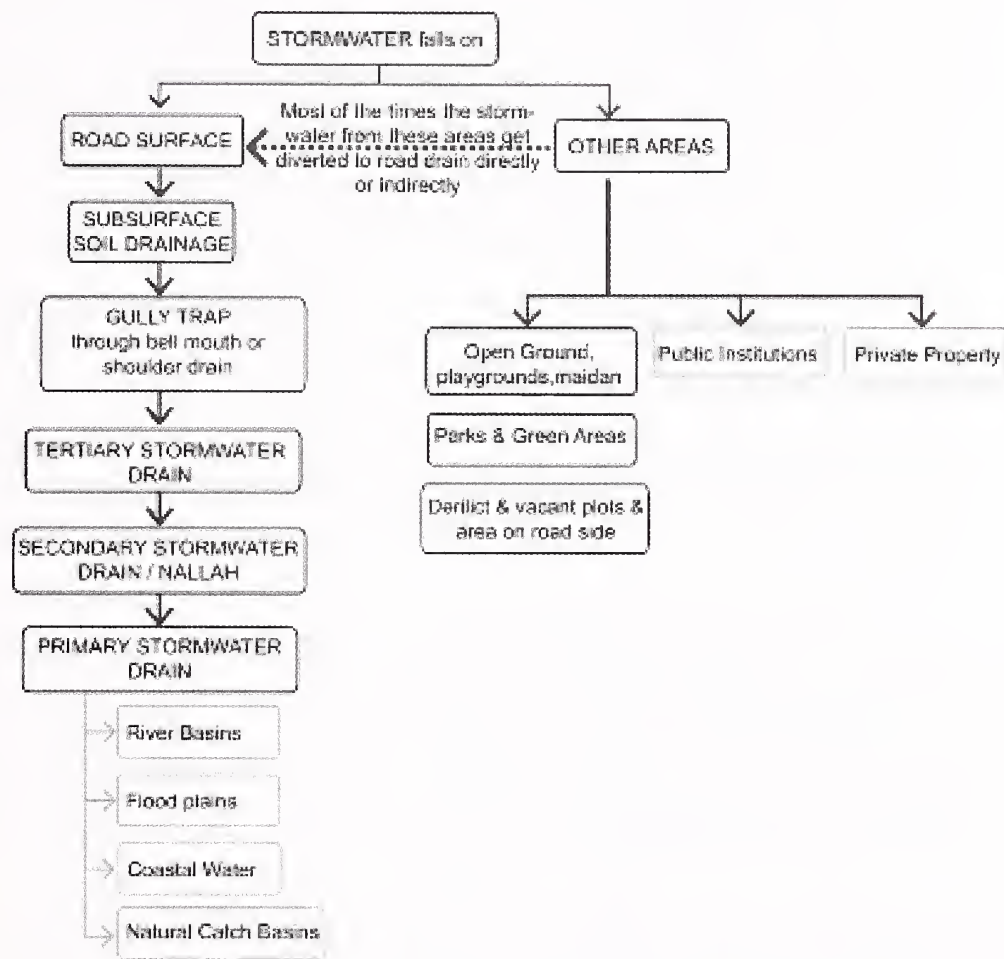 STORMWATER falls on
Most of the times the storm-
water from these areas get
diverted to road drain directly
or indirectly
ROAD SURFACE
OTHER AREAS
SUBSURFACE
SOIL DRAINAGE
GULLY TRAP
through bell mouth or
shoulder drain
Open Ground,
playgrounds,maidan
Public Institutions
Private Property
Parks & Green Areas
Derilict & vacant plots &
area on road side
TERTIARY STORMWATER
DRAIN
SECONDARY STORMWATER
DRAIN / NALLAH
PRIMARY STORMWATER
DRAIN
River Basins
Flood plains
Coastal Water
Natural Catch Basins